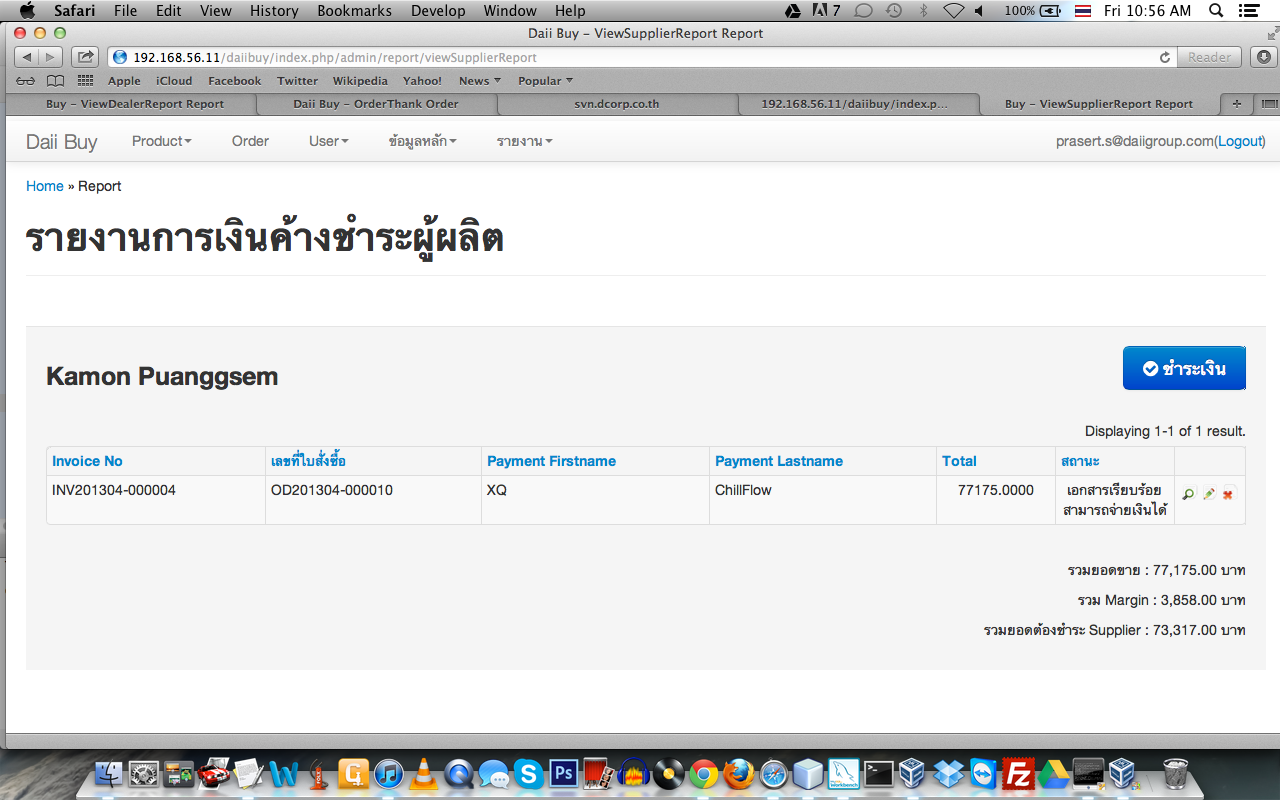 Safari File Edit View History Bookmarks Develop Window Help 7 100% Fri 10:56 AM
Daii Buy – ViewSupplierReport Report
192.168.56.11/daiibuy/index.php/admin/report/viewSupplierReport Reader
Apple iCloud Facebook Twitter Wikipedia Yahoo! News Popular
Buy – ViewDealerReport Report Daii Buy – OrderThank Order svn.dcorp.co.th 192.168.56.11/daiibuy/index.p... Buy – ViewSupplierReport Report +
Daii Buy Product Order User ข้อมูลหลัก รายงาน prasert.s@daiigroup.com(Logout)
Home » Report
รายงานการเงินค้างชำระผู้ผลิต
Kamon Puanggsem ชำระเงิน
Displaying 1-1 of 1 result.
Invoice No เลขที่ใบสั่งซื้อ Payment Firstname Payment Lastname Total สถานะ
INV201304-000004 OD201304-000010 XQ ChillFlow 77175.0000 เอกสารเรียบร้อย
สามารถจ่ายเงินได้
รวมยอดขาย : 77,175.00 บาท
รวม Margin : 3,858.00 บาท
รวมยอดต้องชำระ Supplier : 73,317.00 บาท